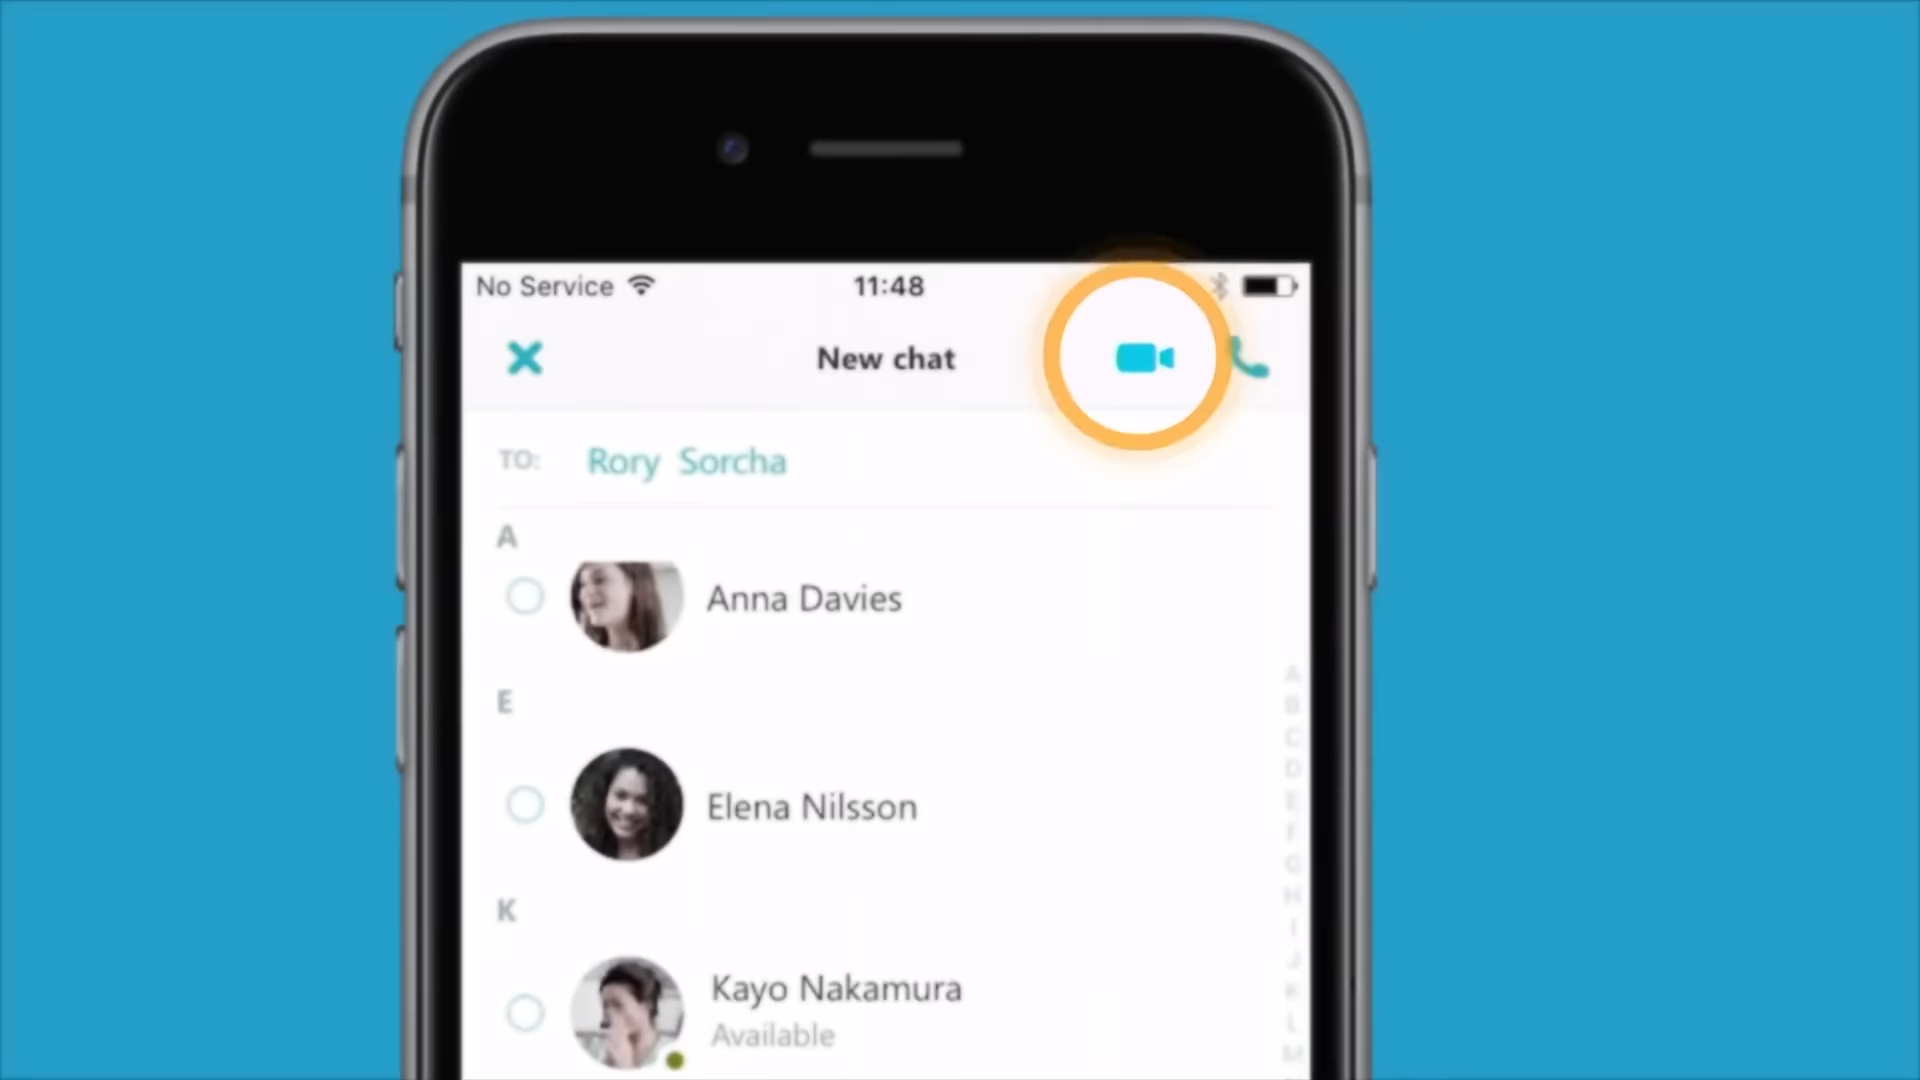 No Service 11:48
New chat
TO: Rory Sorcha
A
Anna Davies
E
Elena Nilsson
K
Kayo Nakamura
Available
A
B
C
D
E
F
G
H
I
J
K
L
M